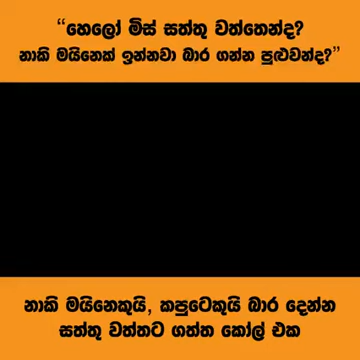 “හෙලෝ මිස් සත්තු වත්තෙන්ද?
නාකි මයිනෙක් ඉන්නවා බාර ගන්න පුළුවන්ද?”
නාකි මයිනෙකුයි, කපුටෙකුයි බාර දෙන්න
සත්තු වත්තට ගත්ත කෝල් එක